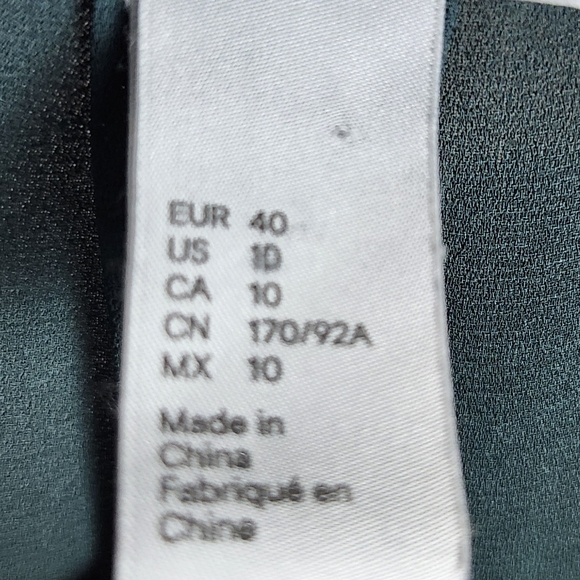 EUR 40
US 10
CA 10
CN 170/92A
MX 10
Made in
China
Fabriqué en
Chine